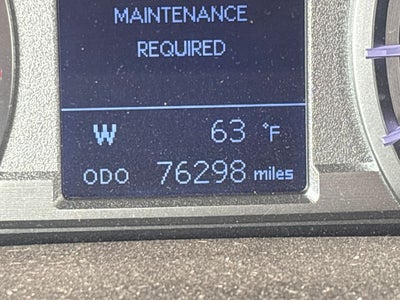 MAINTENANCE
REQUIRED
W 63 °F
ODO 76298 miles